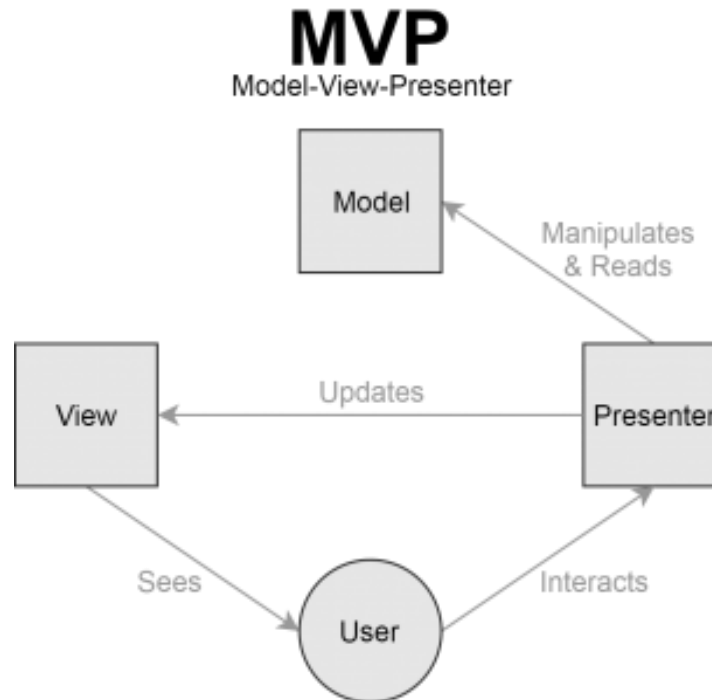 MVP
Model-View-Presenter
Model
Manipulates
& Reads
Updates
View
Presenter
Sees
Interacts
User